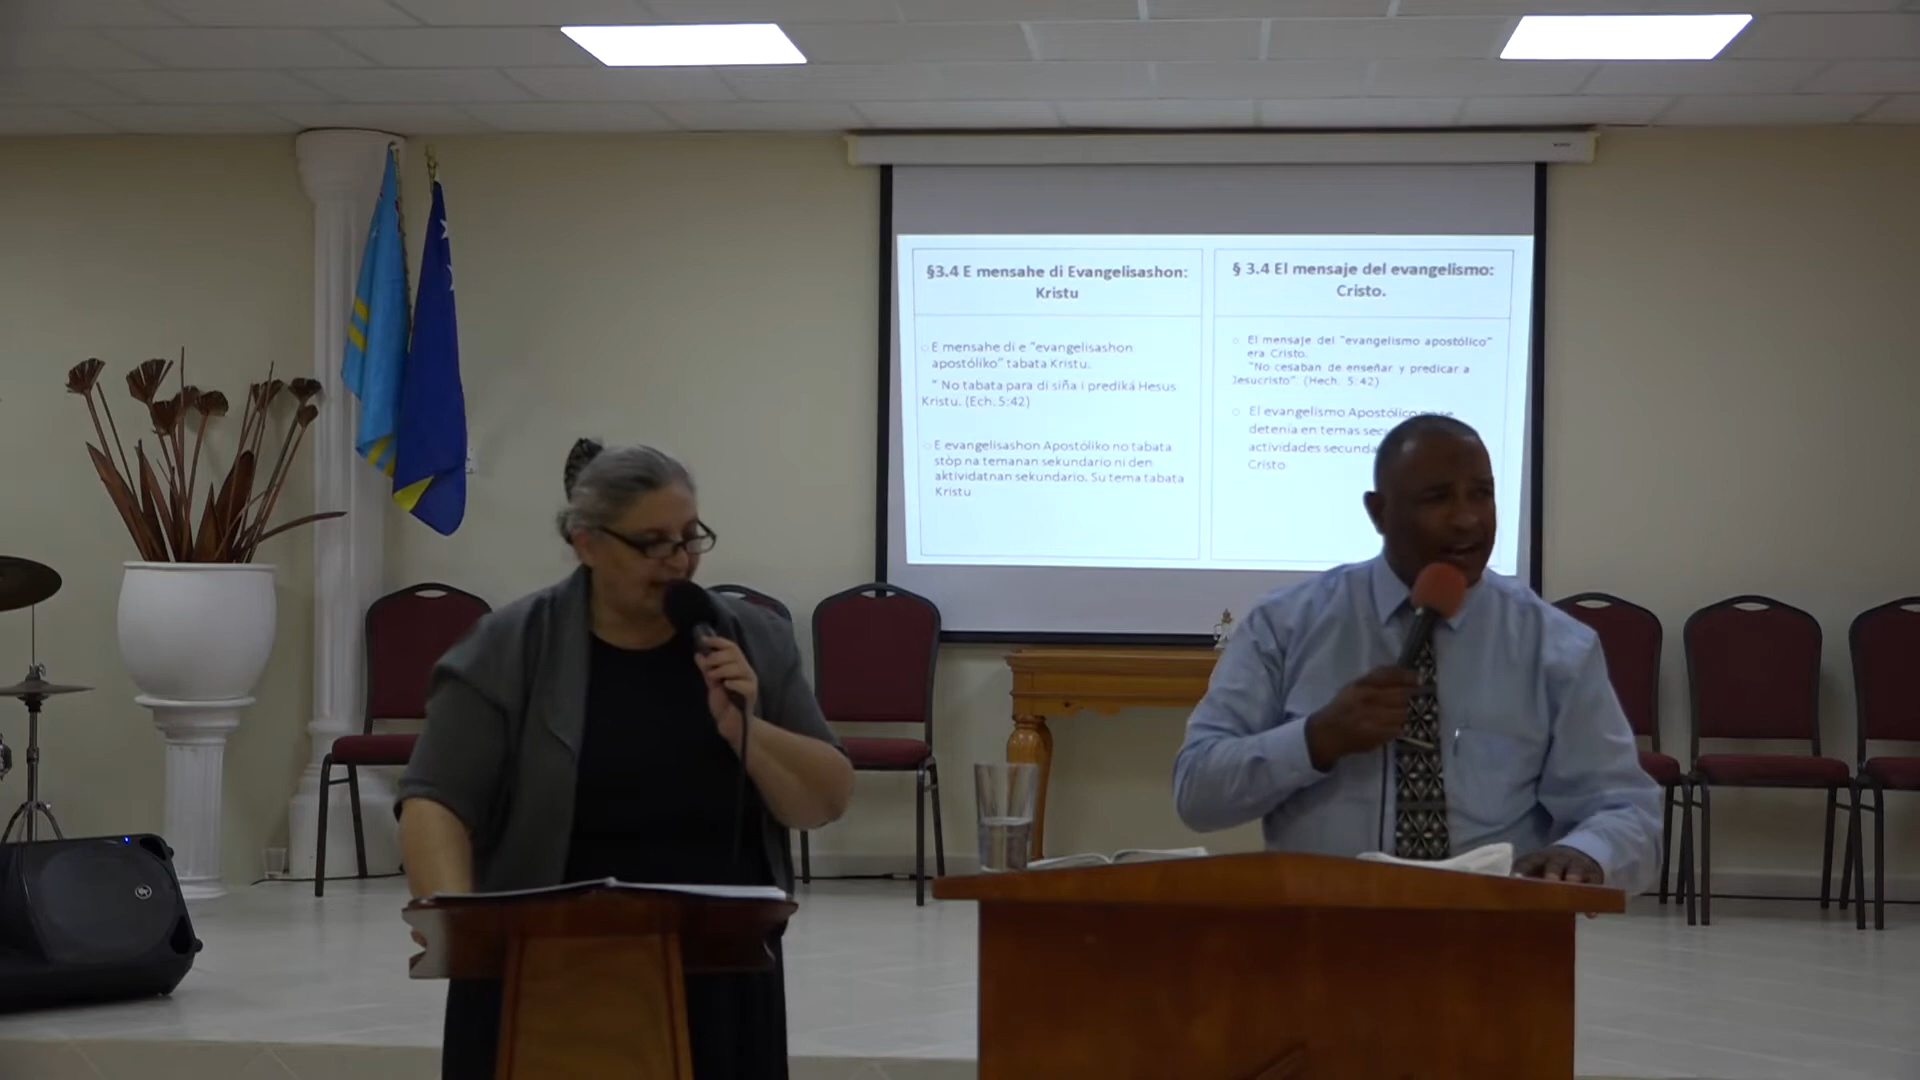 §3.4 E mensahe di Evangelisashon:
Kristu
E mensahe di e "evangelisashon
apostóliko" tabata Kristu.
" No tabata para di siña i prediká Hesus
Kristu. (Ech. 5:42)
E evangelisashon Apostóliko no tabata
stòp na temanan sekundario ni den
aktividatnan sekundario. Su tema tabata
Kristu
§ 3.4 El mensaje del evangelismo:
Cristo.
El mensaje del "evangelismo apostólico"
era Cristo.
"No cesaban de enseñar y predicar a
Jesucristo". (Hech. 5:42)
El evangelismo Apostólico
detenía en temas
actividades
Cristo